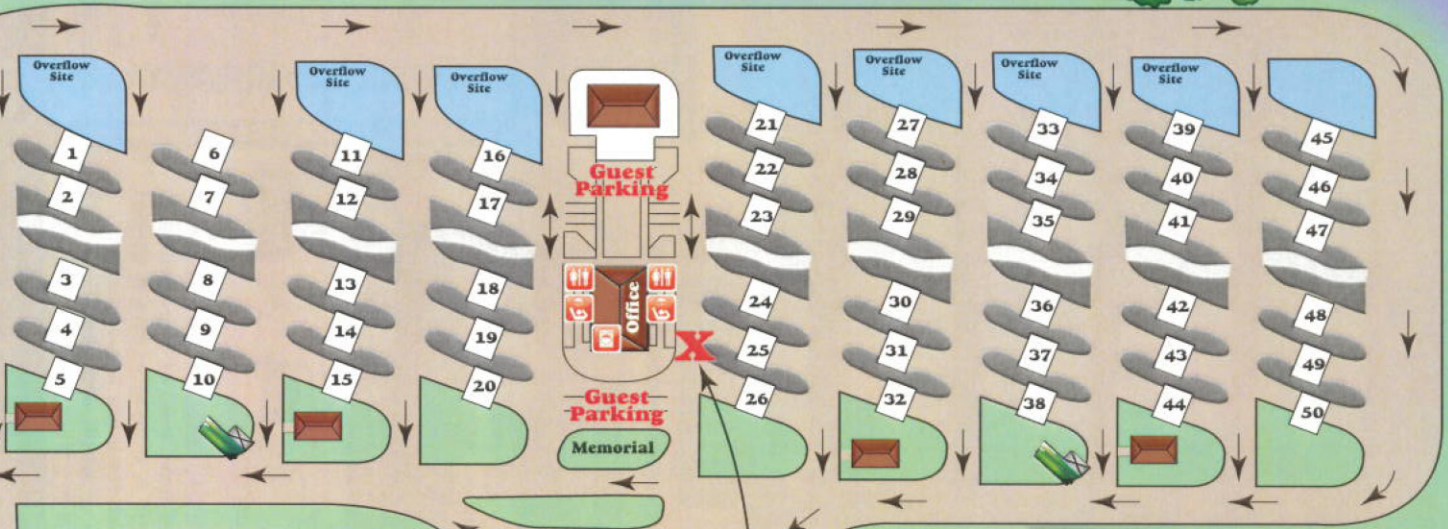 Overflow
Site
Overflow
Site
Overflow
Site
Overflow
Site
Overflow
Site
Overflow
Site
Overflow
Site
1
2
3
4
5
6
7
8
9
10
11
12
13
14
15
16
17
18
19
20
Guest
Parking
Office
X
Guest
Parking
Memorial
21
22
23
24
25
26
27
28
29
30
31
32
33
34
35
36
37
38
39
40
41
42
43
44
45
46
47
48
49
50